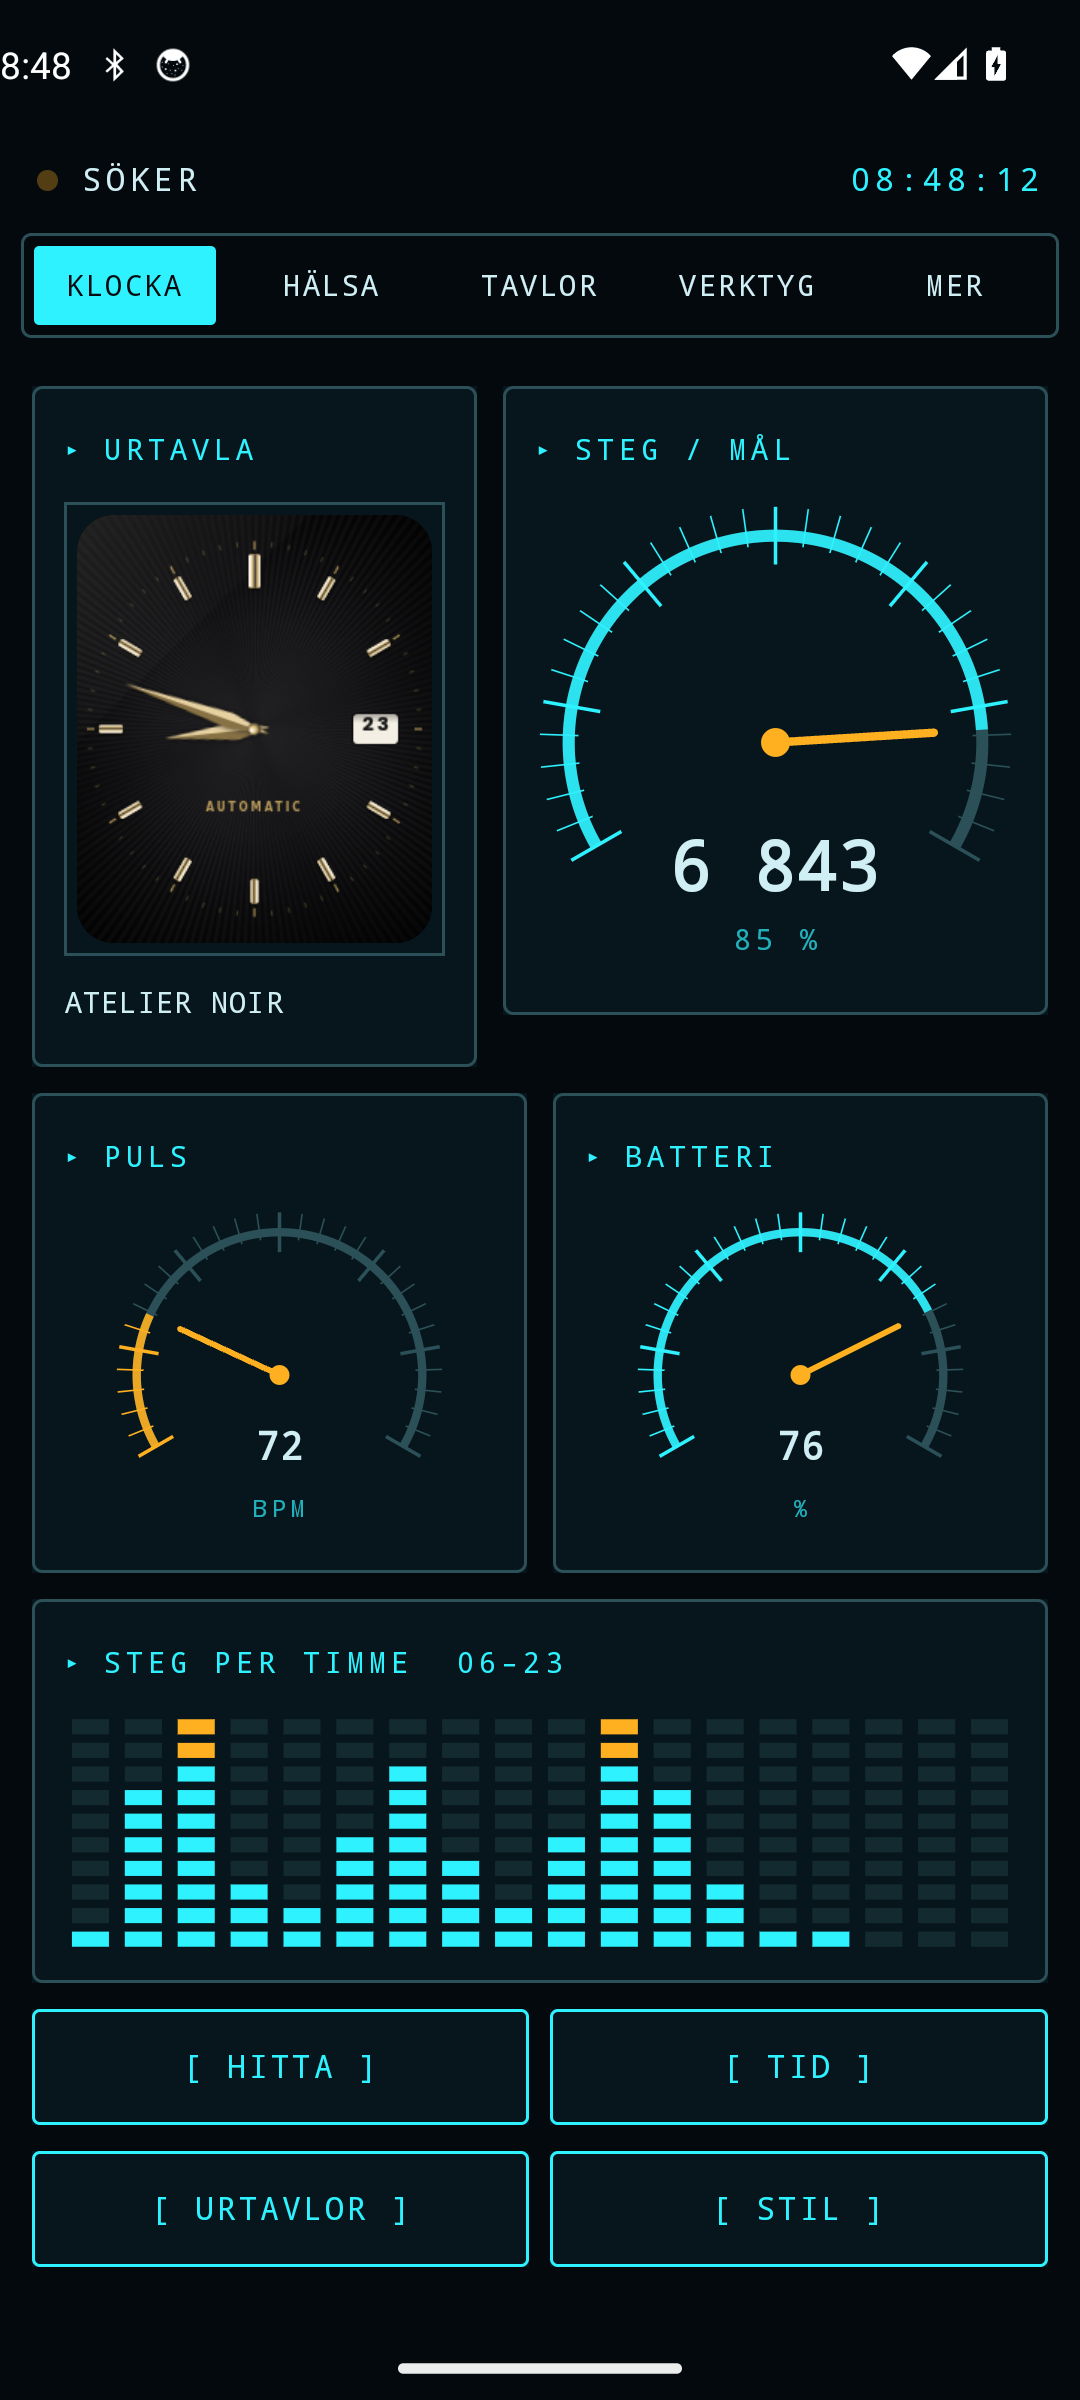 8:48
SÖKER
08:48:12
KLOCKA HÄLSA TAVLOR VERKTYG MER
▸ URTAVLA
23
AUTOMATIC
ATELIER NOIR
▸ STEG / MÅL
6 843
85 %
▸ PULS
72
BPM
▸ BATTERI
76
%
▸ STEG PER TIMME 06–23
[ HITTA ]
[ TID ]
[ URTAVLOR ]
[ STIL ]